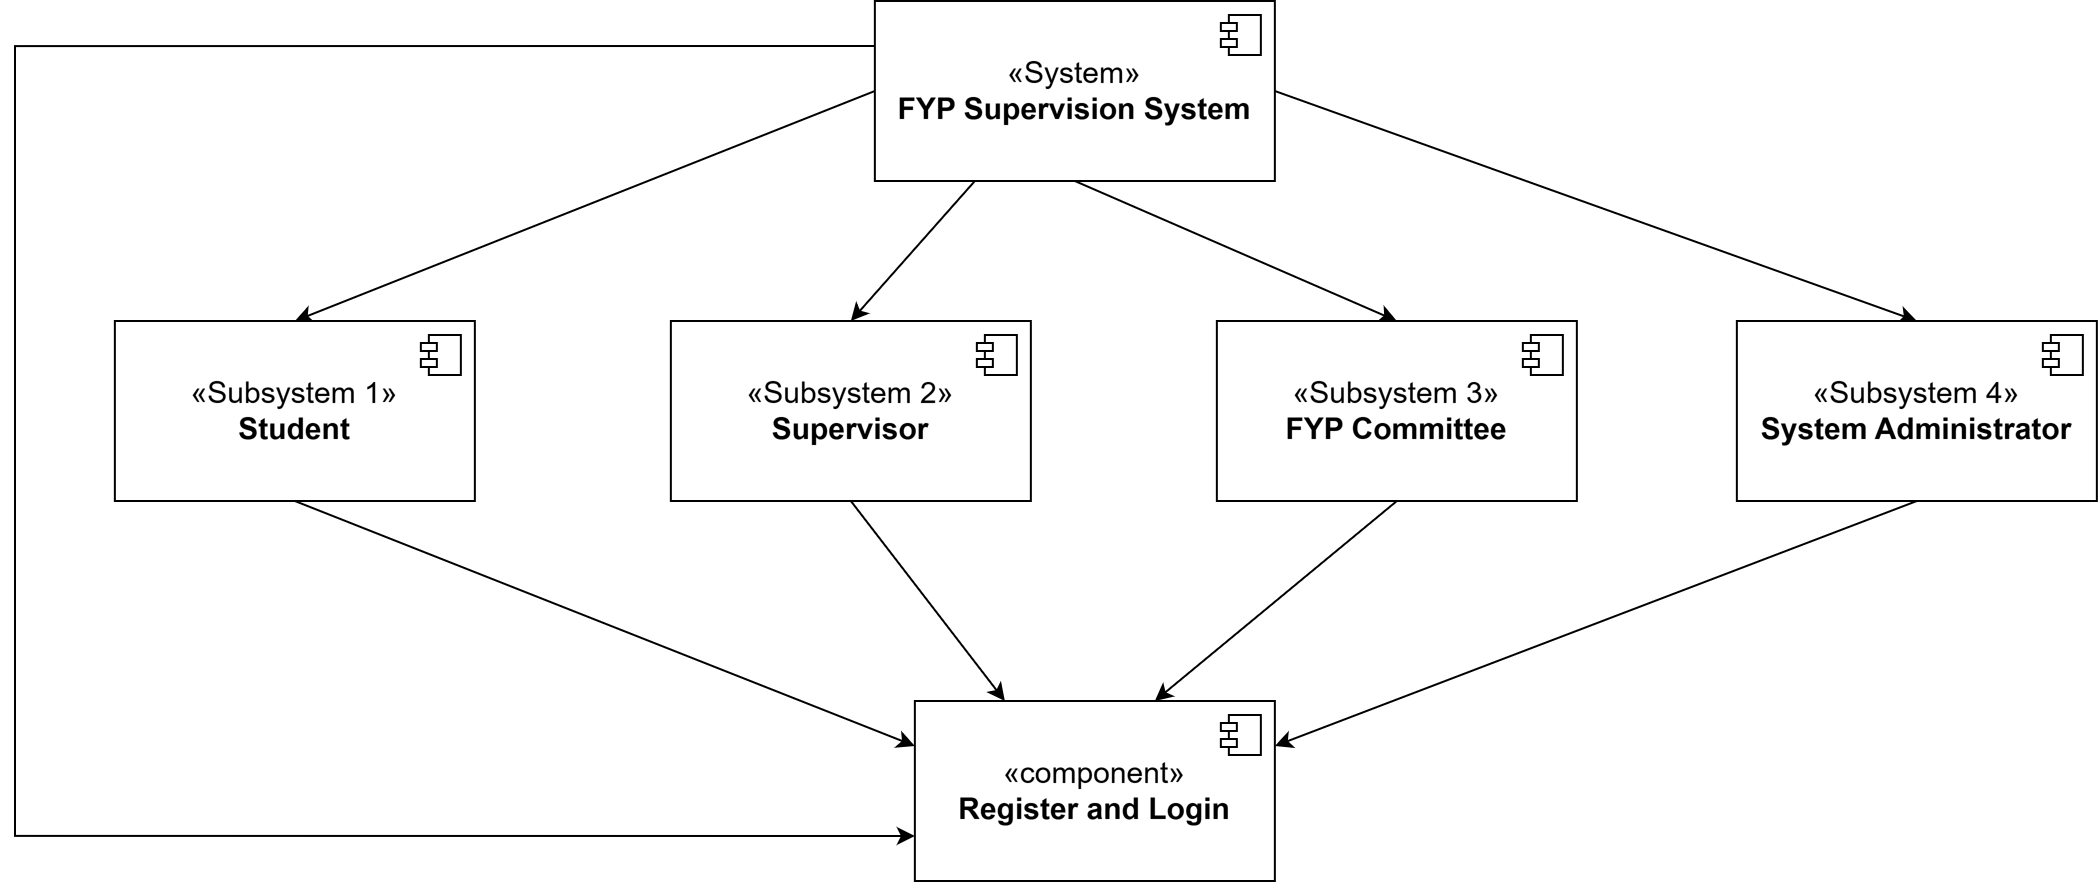 «System»
FYP Supervision System
«Subsystem 1»
Student
«Subsystem 2»
Supervisor
«Subsystem 3»
FYP Committee
«Subsystem 4»
System Administrator
«component»
Register and Login